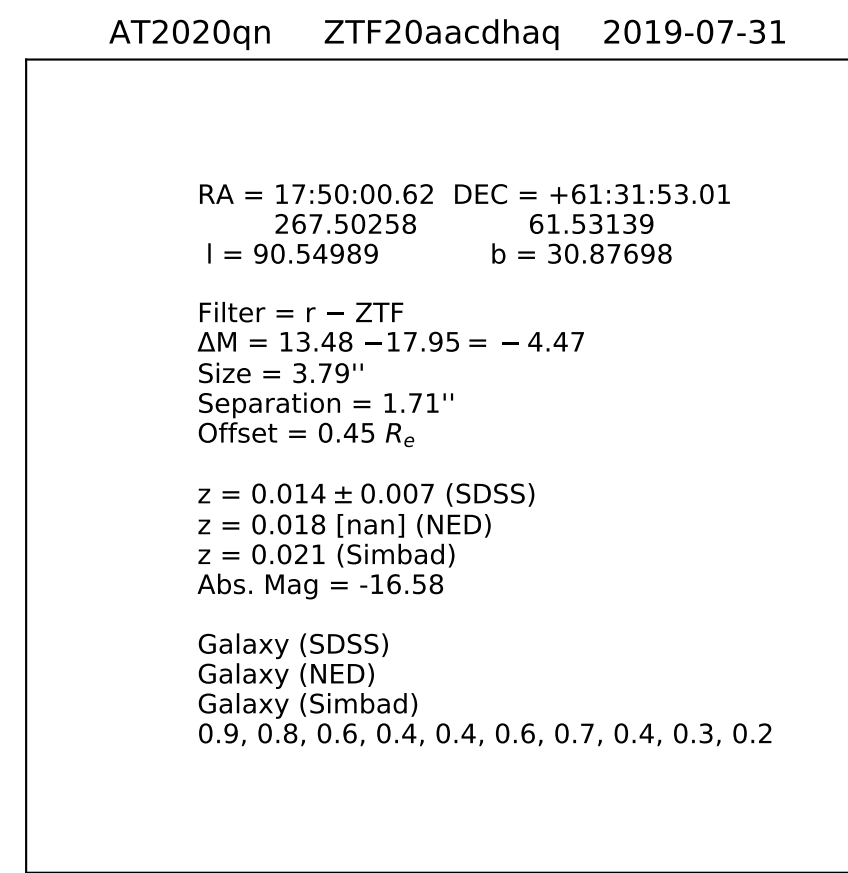 AT2020qn ZTF20aacdhaq 2019-07-31
RA = 17:50:00.62 DEC = +61:31:53.01
267.50258 61.53139
l = 90.54989 b = 30.87698
Filter = r − ZTF
ΔM = 13.48 −17.95 = − 4.47
Size = 3.79''
Separation = 1.71''
Offset = 0.45 Re
z = 0.014 ± 0.007 (SDSS)
z = 0.018 [nan] (NED)
z = 0.021 (Simbad)
Abs. Mag = -16.58
Galaxy (SDSS)
Galaxy (NED)
Galaxy (Simbad)
0.9, 0.8, 0.6, 0.4, 0.4, 0.6, 0.7, 0.4, 0.3, 0.2